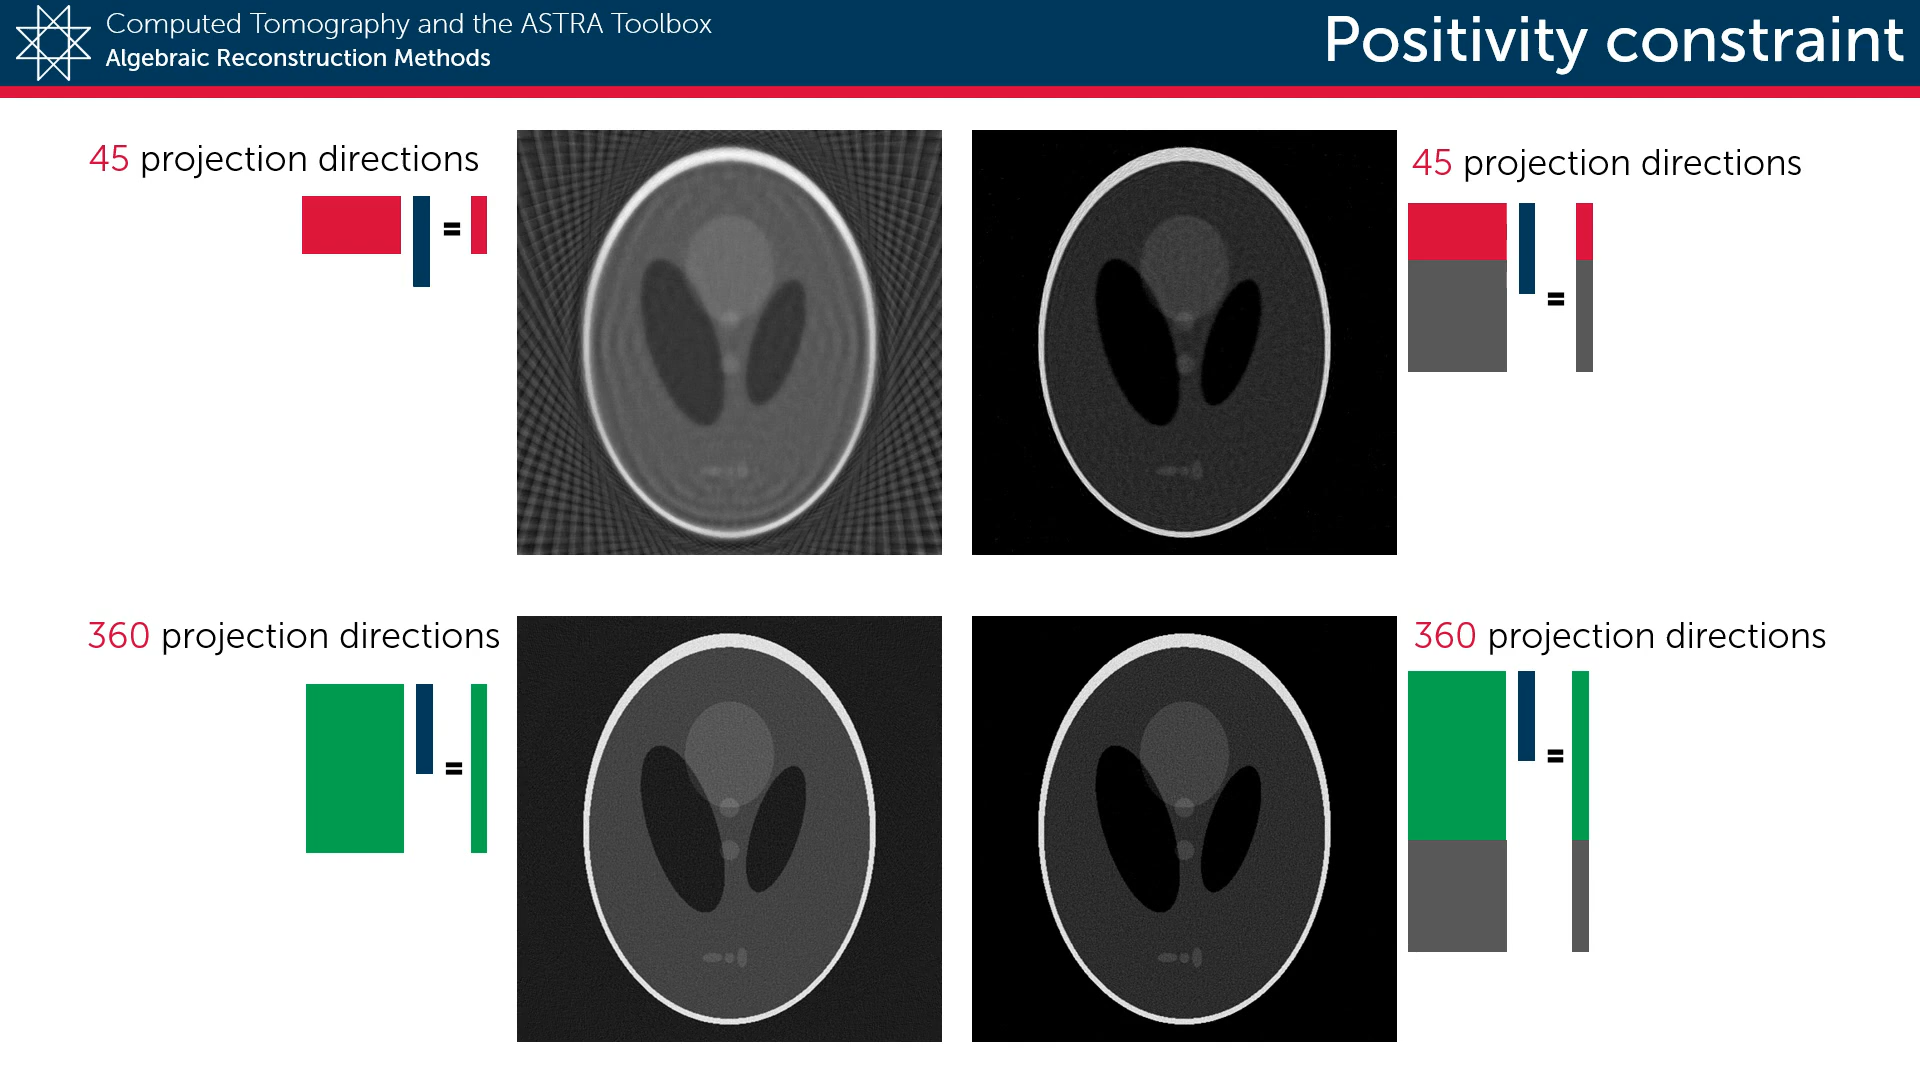 Computed Tomography and the ASTRA Toolbox
Algebraic Reconstruction Methods
Positivity constraint
45 projection directions
=
45 projection directions
=
360 projection directions
=
360 projection directions
=